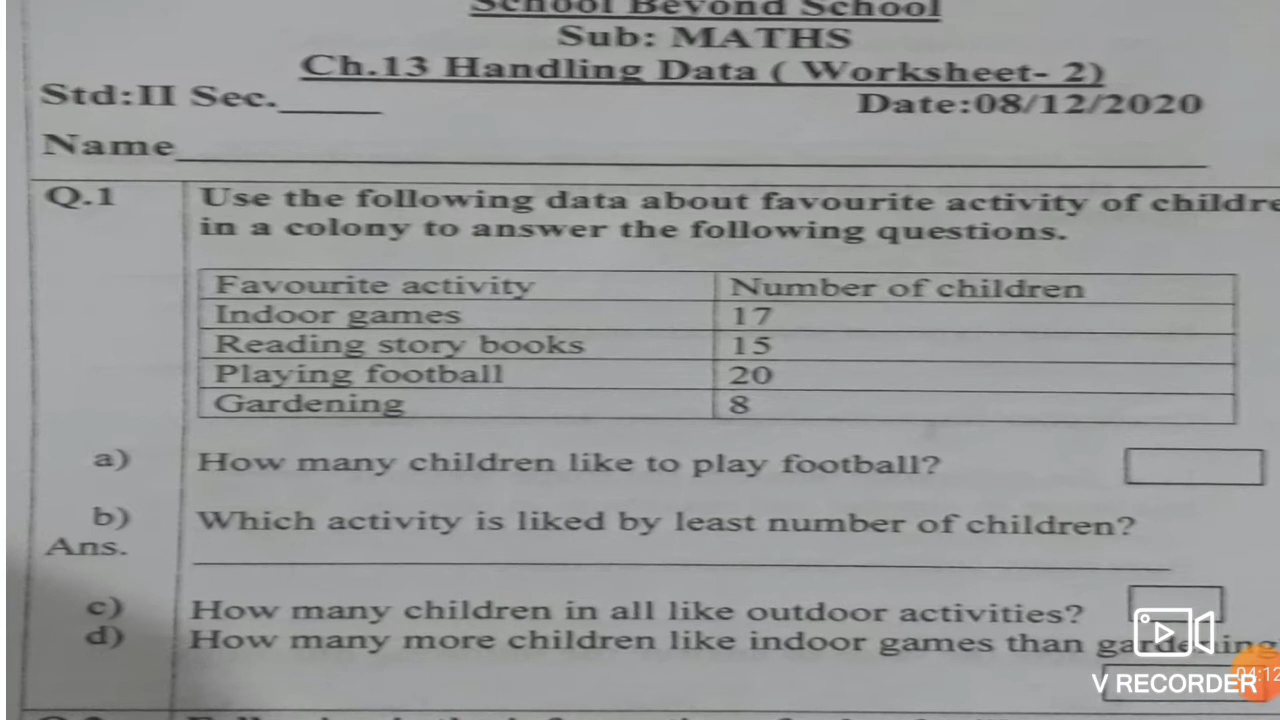 School Beyond School
Sub: MATHS
Ch.13 Handling Data ( Worksheet- 2)
Std:II Sec.____ Date:08/12/2020
Name
Q.1 Use the following data about favourite activity of childre
in a colony to answer the following questions.
Favourite activity Number of children
Indoor games 17
Reading story books 15
Playing football 20
Gardening 8
a) How many children like to play football?
b) Which activity is liked by least number of children?
Ans.
c) How many children in all like outdoor activities?
d) How many more children like indoor games than gardening
04:12
V RECORDER